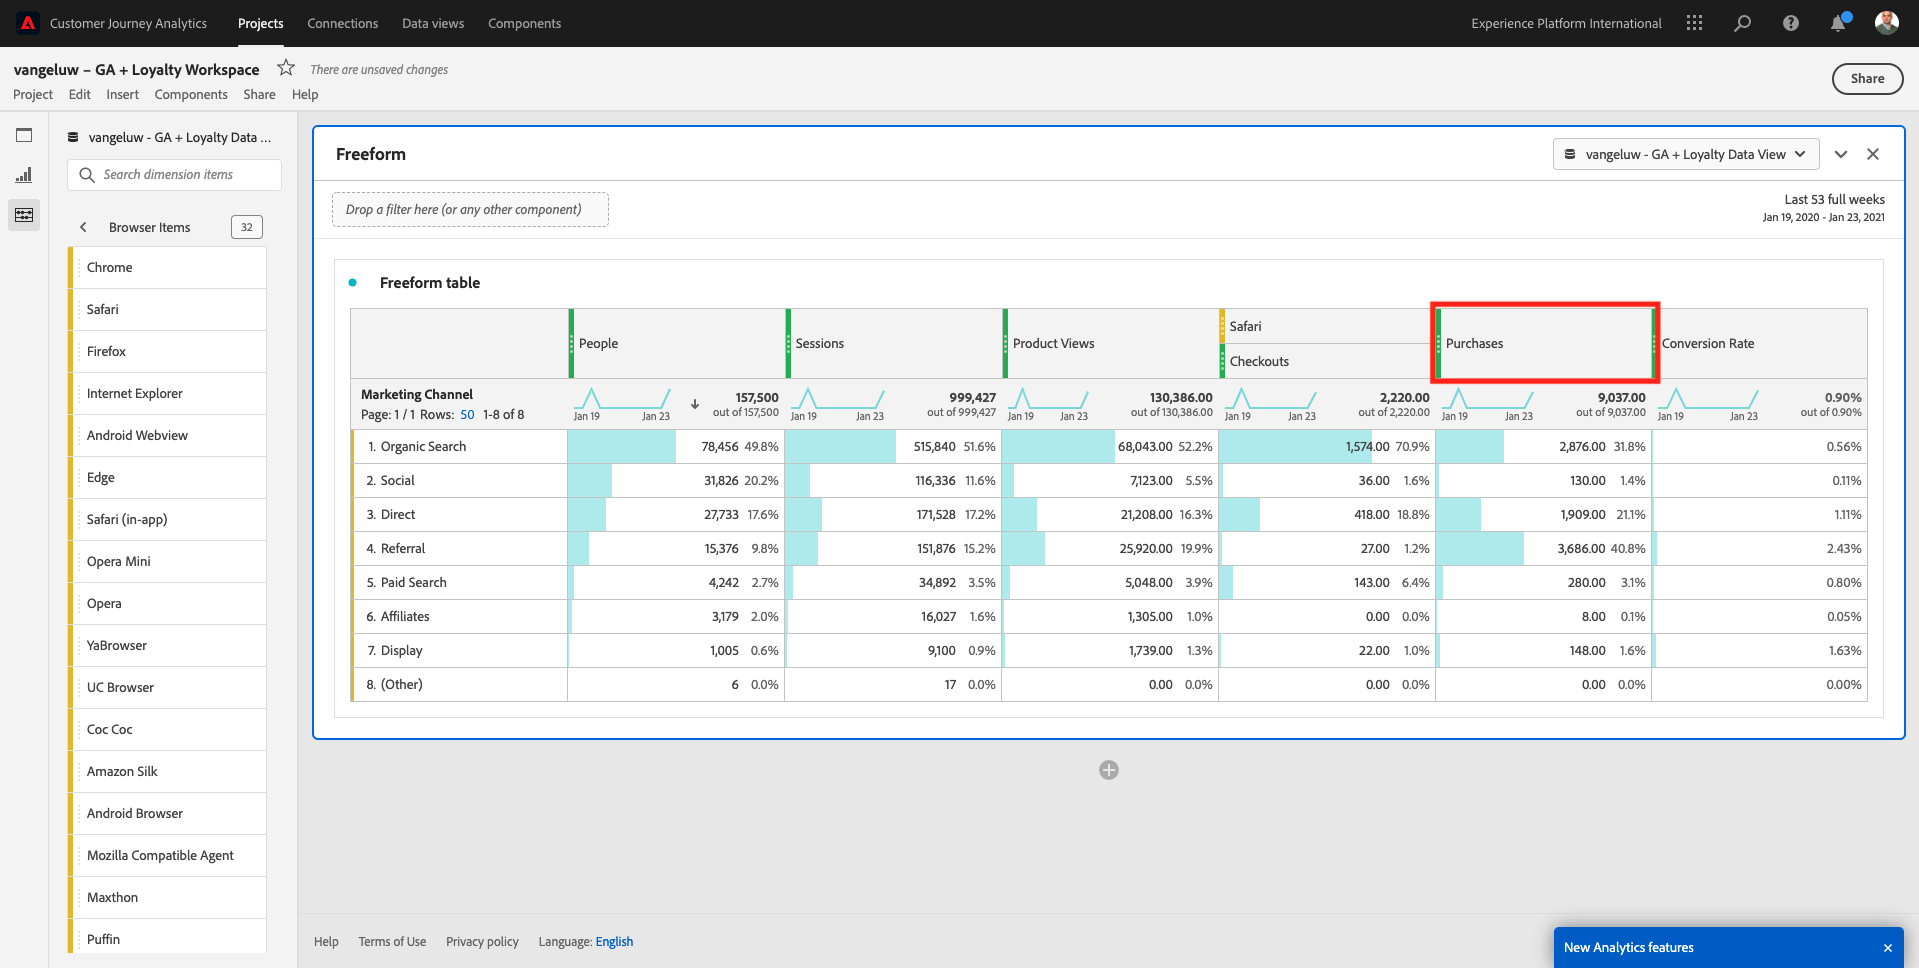 Customer Journey Analytics Projects Connections Data views Components Experience Platform International
vangeluw – GA + Loyalty Workspace There are unsaved changes
Project Edit Insert Components Share Help
Share
vangeluw - GA + Loyalty Data ...
Search dimension items
Browser Items 32
Chrome
Safari
Firefox
Internet Explorer
Android Webview
Edge
Safari (in-app)
Opera Mini
Opera
YaBrowser
UC Browser
Coc Coc
Amazon Silk
Android Browser
Mozilla Compatible Agent
Maxthon
Puffin
Freeform
vangeluw - GA + Loyalty Data View
Drop a filter here (or any other component)
Last 53 full weeks
Jan 19, 2020 - Jan 23, 2021
Freeform table
People Sessions Product Views Safari Checkouts Purchases Conversion Rate
Marketing Channel 157,500 999,427 130,386.00 2,220.00 9,037.00 0.90%
Page: 1 / 1 Rows: 50 1-8 of 8 Jan 19 Jan 23 out of 157,500 Jan 19 Jan 23 out of 999,427 Jan 19 Jan 23 out of 130,386.00 Jan 19 Jan 23 out of 2,220.00 Jan 19 Jan 23 out of 9,037.00 Jan 19 Jan 23 out of 0.90%
1. Organic Search 78,456 49.8% 515,840 51.6% 68,043.00 52.2% 1,574.00 70.9% 2,876.00 31.8% 0.56%
2. Social 31,826 20.2% 116,336 11.6% 7,123.00 5.5% 36.00 1.6% 130.00 1.4% 0.11%
3. Direct 27,733 17.6% 171,528 17.2% 21,208.00 16.3% 418.00 18.8% 1,909.00 21.1% 1.11%
4. Referral 15,376 9.8% 151,876 15.2% 25,920.00 19.9% 27.00 1.2% 3,686.00 40.8% 2.43%
5. Paid Search 4,242 2.7% 34,892 3.5% 5,048.00 3.9% 143.00 6.4% 280.00 3.1% 0.80%
6. Affiliates 3,179 2.0% 16,027 1.6% 1,305.00 1.0% 0.00 0.0% 8.00 0.1% 0.05%
7. Display 1,005 0.6% 9,100 0.9% 1,739.00 1.3% 22.00 1.0% 148.00 1.6% 1.63%
8. (Other) 6 0.0% 17 0.0% 0.00 0.0% 0.00 0.0% 0.00 0.0% 0.00%
Help Terms of Use Privacy policy Language: English
New Analytics features